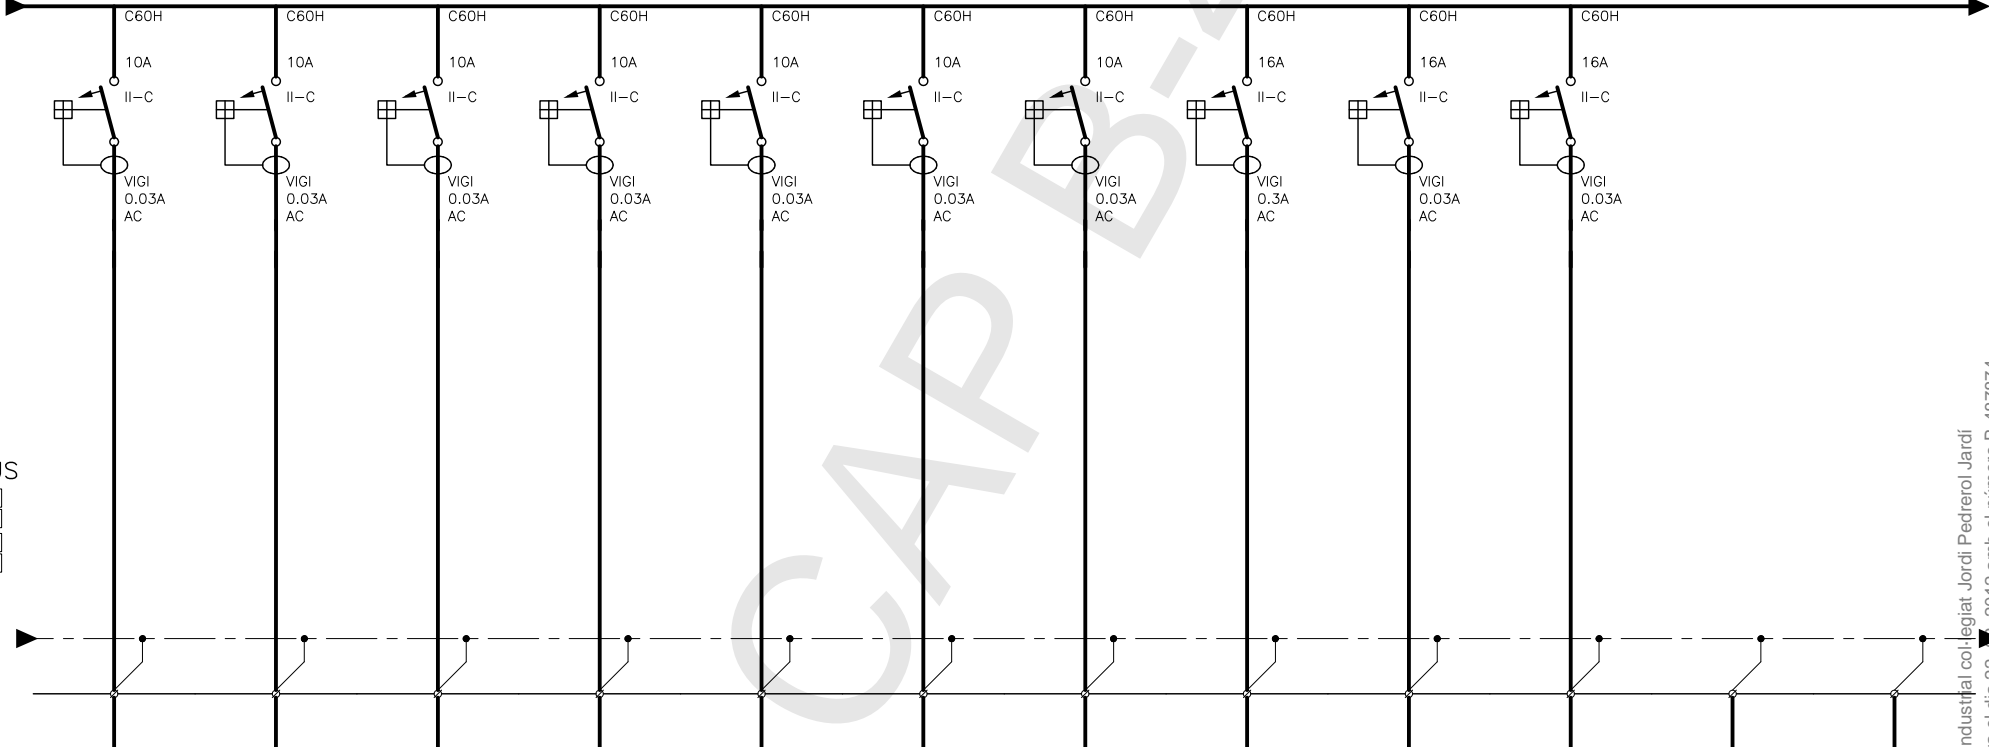 C60H C60H C60H C60H C60H C60H C60H C60H C60H C60H
10A 10A 10A 10A 10A 10A 10A 16A 16A 16A
II-C II-C II-C II-C II-C II-C II-C II-C II-C II-C
VIGI VIGI VIGI VIGI VIGI VIGI VIGI VIGI VIGI VIGI
0.03A 0.03A 0.03A 0.03A 0.03A 0.03A 0.03A 0.3A 0.03A 0.03A
AC AC AC AC AC AC AC AC AC AC
CAP B-
col·legiat Jordi Pedrerol Jardí